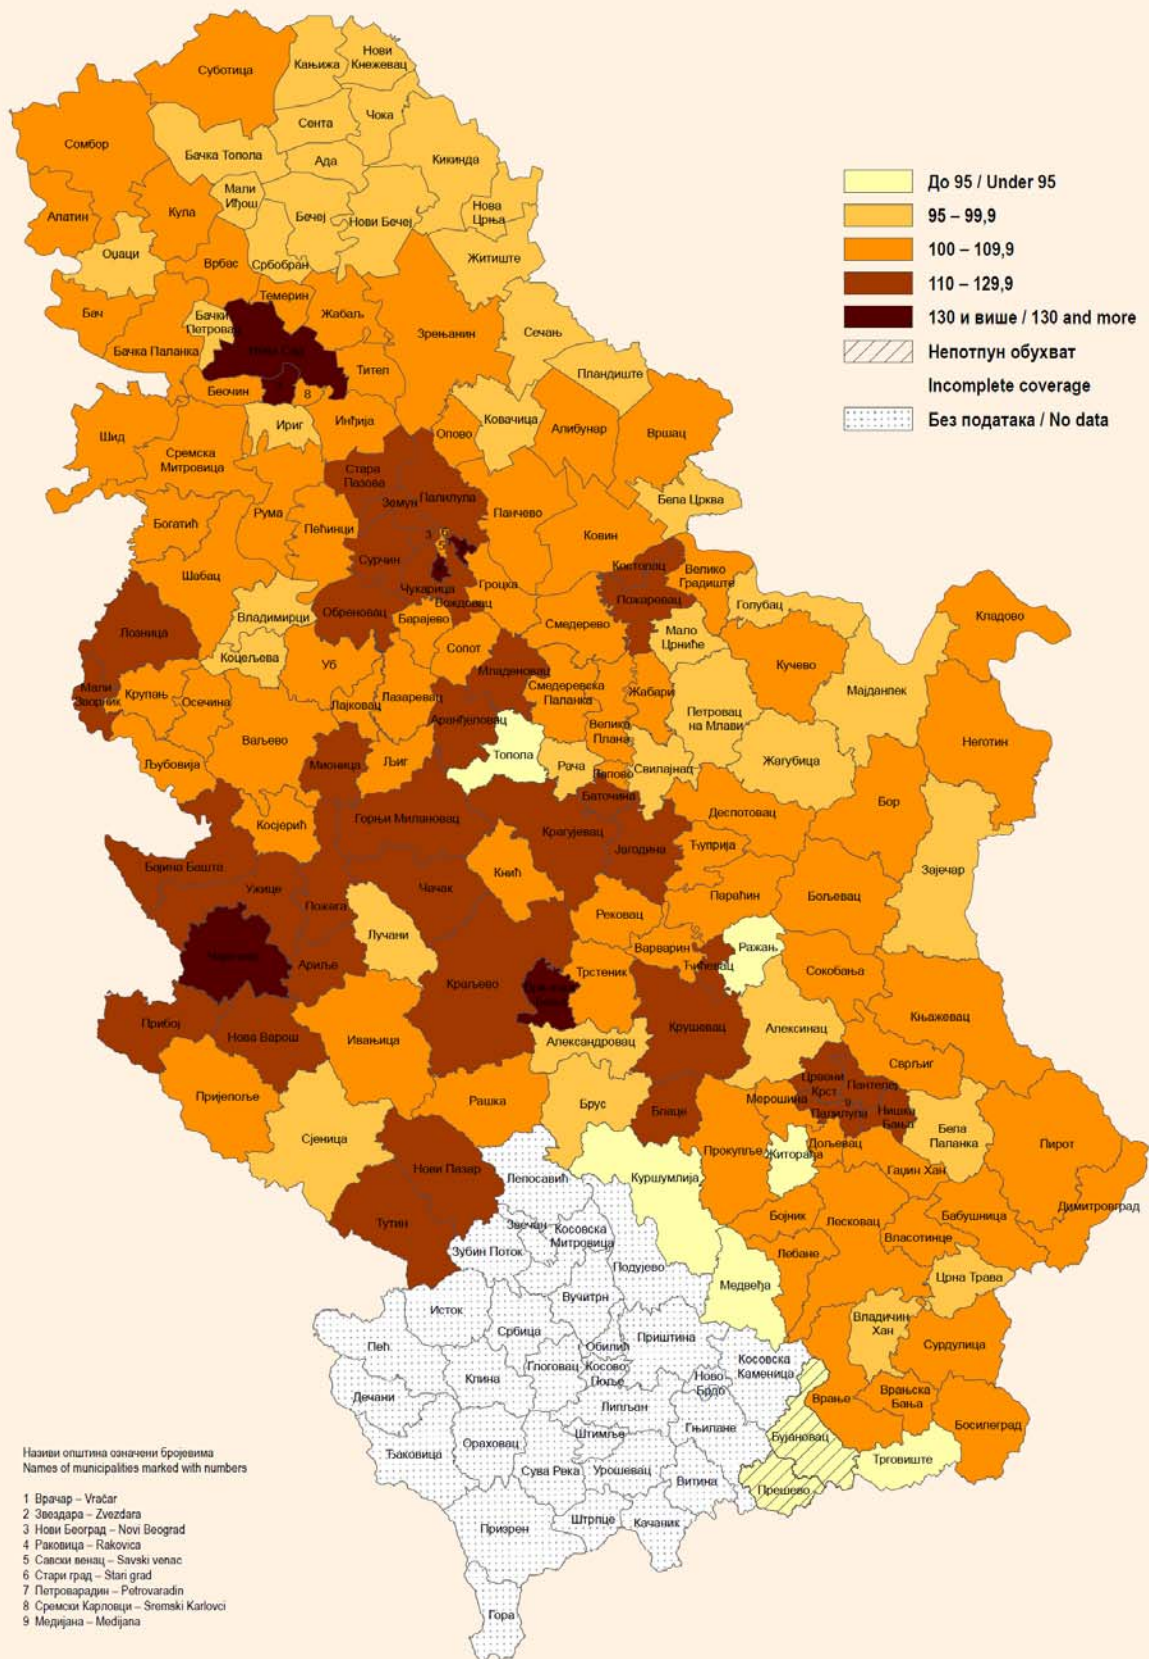 Суботица
Кањижа
Нови
Кнежевац
Сомбор
Сента
Чока
Бачка Топола
Ада
Кикинда
Мали
Иђош
Апатин
Кула
Бечеј
Нови Бечеј
Нова
Црња
Оџаци
Врбас
Србобран
Житиште
Темерин
Бач
Бачки
Петровац
Жабаљ
Зрењанин
Сечањ
Бачка Паланка
Нови Сад
Тител
Пландиште
Беочин
8
Ириг
Инђија
Опово
Ковачица
Алибунар
Вршац
Шид
Сремска
Митровица
Стара
Пазова
Земун
Палилула
Бела Црква
Богатић
Рума
Пећинци
Панчево
Ковин
3
5
Сурчин
Шабац
Чукарица
Гроцка
Вождовац
Костолац
Велико
Градиште
Пожаревац
Голубац
Кладово
Владимирци
Обреновац
Барајево
Смедерево
Лозница
Коцељева
Уб
Сопот
Мало
Црниће
Кучево
Мајданпек
Мали
Зворник
Крупањ
Осечина
Лајковац
Лазаревац
Младеновац
Смедеревска
Паланка
Жабари
Петровац
на Млави
Неготин
Аранђеловац
Велика
Плана
Ваљево
Љубовија
Мионица
Љиг
Топола
Рача
Лапово
Свилајнац
Жагубица
Косјерић
Горњи Милановац
Баточина
Деспотовац
Бор
Крагујевац
Јагодина
Ћуприја
Зајечар
Бајина Башта
Ужице
Чачак
Кнић
Параћин
Бољевац
Пожега
Лучани
Рековац
Варварин
Ражањ
Чајетина
Ариље
Краљево
Врњачка
Бања
Трстеник
Ћићевац
Сокобања
Прибој
Нова Варош
Ивањица
Александровац
Крушевац
Алексинац
Књажевац
Пријепоље
Рашка
Брус
Блаце
Мерошина
Црвени
Крст
Пантелеј
Сврљиг
Сјеница
9
Палилула
Нишка
Бања
Бела
Паланка
Пирот
Нови Пазар
Куршумлија
Прокупље
Житорађа
Дољевац
Гаџин Хан
Тутин
Лепосавић
Димитровград
Звечан
Косовска
Митровица
Зубин Поток
Подујево
Бојник
Лесковац
Бабушница
Власотинце
Лебане
Медвеђа
Црна Трава
Исток
Вучитрн
Србица
Приштина
Владичин
Хан
Сурдулица
Пећ
Обилић
Клина
Глоговац
Косово
Поље
Косовска
Каменица
Ново
Брдо
Дечани
Липљан
Врање
Врањска
Бања
Босилеград
Гњилане
Бујановац
Ђаковица
Ораховац
Штимље
Сува Река
Урошевац
Витина
Трговиште
Прешево
Призрен
Штрпце
Качаник
Гора
До 95 / Under 95
95 – 99,9
100 – 109,9
110 – 129,9
130 и више / 130 and more
Непотпун обухват
Incomplete coverage
Без података / No data
Називи општина означени бројевима
Names of municipalities marked with numbers
1 Врачар – Vračar
2 Звездара – Zvezdara
3 Нови Београд – Novi Beograd
4 Раковица – Rakovica
5 Савски венац – Savski venac
6 Стари град – Stari grad
7 Петроварадин – Petrovaradin
8 Сремски Карловци – Sremski Karlovci
9 Медијана – Medijana